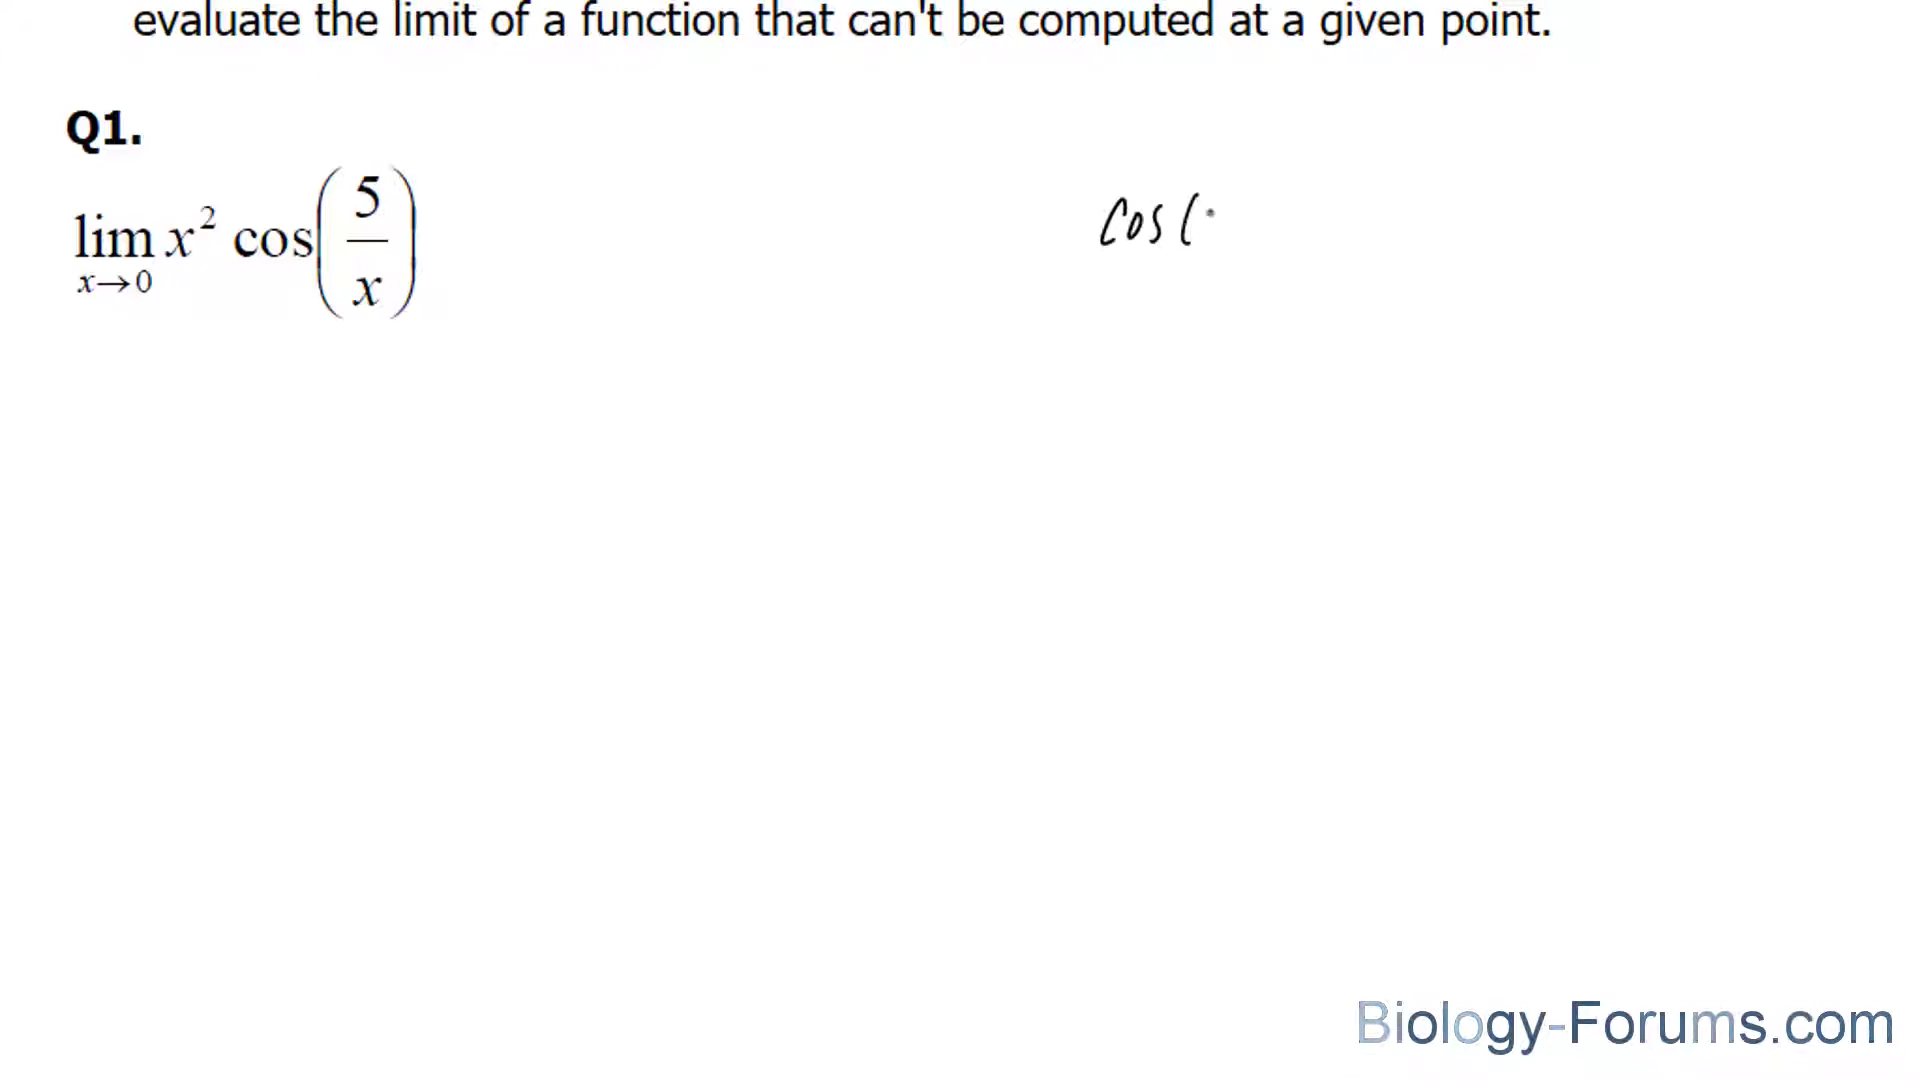 evaluate the limit of a function that can't be computed at a given point.
Q1.
lim x→0 x² cos(5/x)
cos(
Biology-Forums.com